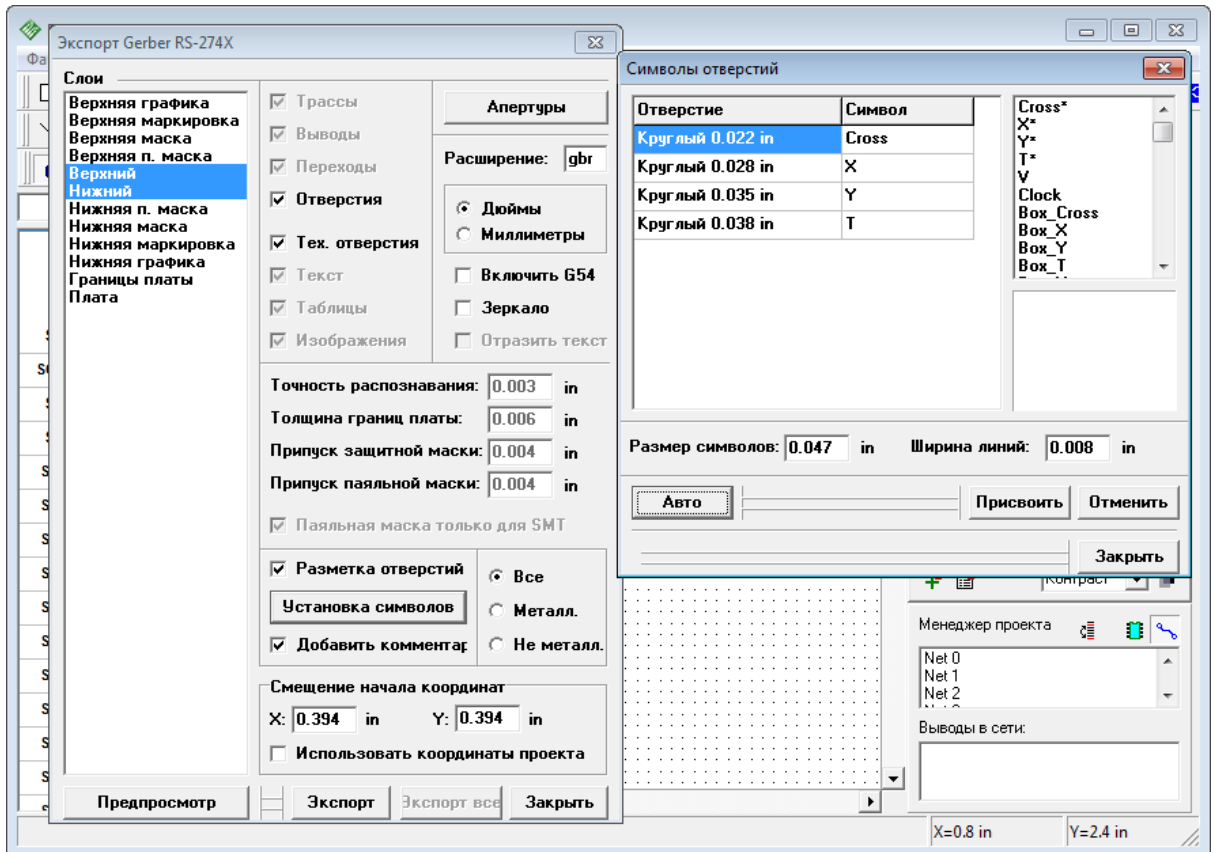 Экспорт Gerber RS-274X
Фа
Слои
Верхняя графика
Верхняя маркировка
Верхняя маска
Верхняя п. маска
Верхний
Нижний
Нижняя п. маска
Нижняя маска
Нижняя маркировка
Нижняя графика
Границы платы
Плата
Трассы
Выводы
Переходы
Отверстия
Тех. отверстия
Текст
Таблицы
Изображения
Апертуры
Расширение: gbr
Дюймы
Миллиметры
Включить G54
Зеркало
Отразить текст
Точность распознавания: 0.003 in
Толщина границ платы: 0.006 in
Припуск защитной маски: 0.004 in
Припуск паяльной маски: 0.004 in
Паяльная маска только для SMT
Разметка отверстий
Установка символов
Добавить коммента
Все
Металл.
Не металл.
Смещение начала координат
X: 0.394 in Y: 0.394 in
Использовать координаты проекта
Предпросмотр
Экспорт
Экспорт все
Закрыть
Символы отверстий
Отверстие Символ
Круглый 0.022 in Cross
Круглый 0.028 in X
Круглый 0.035 in Y
Круглый 0.038 in T
Cross*
X*
Y*
T*
V
Clock
Box_Cross
Box_X
Box_Y
Box_T
Размер символов: 0.047 in Ширина линий: 0.008 in
Авто
Присвоить
Отменить
Закрыть
Контраст
Менеджер проекта
Net 0
Net 1
Net 2
Выводы в сети:
X=0.8 in
Y=2.4 in